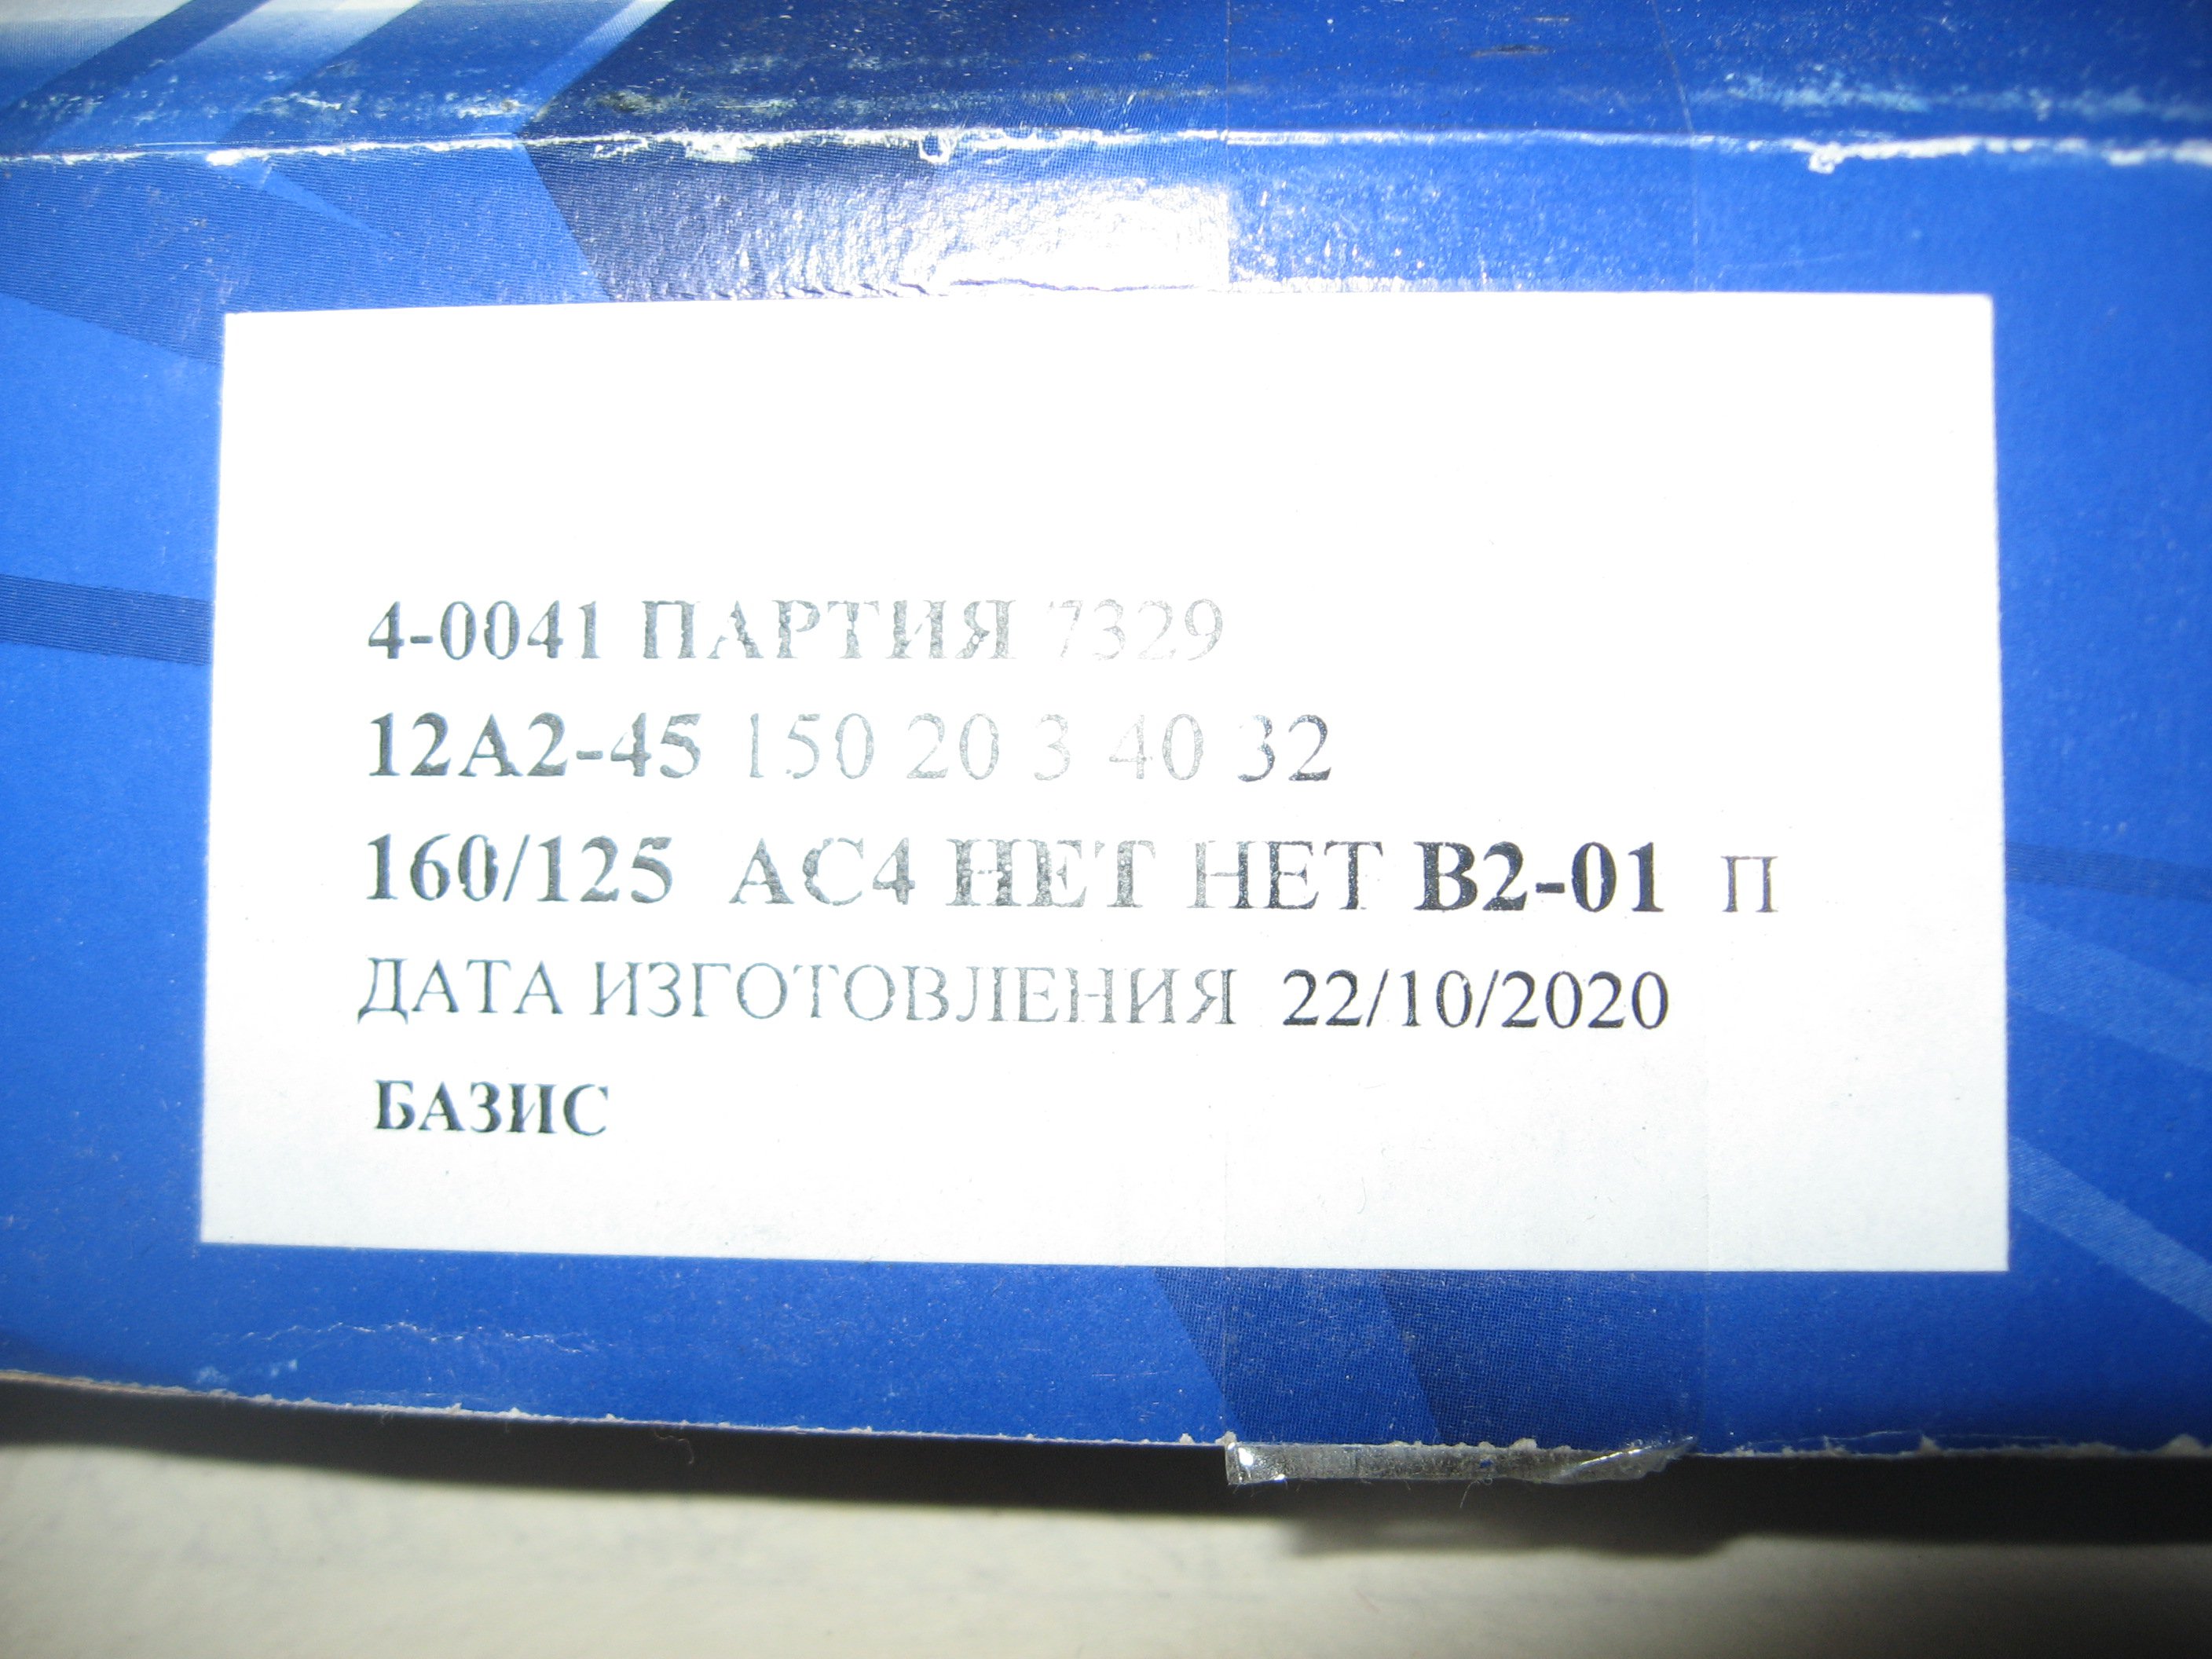 4-0041 ПАРТИЯ 7329
12А2-45 150 20 3 40 32
160/125 АС4 НЕТ НЕТ В2-01 П
ДАТА ИЗГОТОВЛЕНИЯ 22/10/2020
БАЗИС